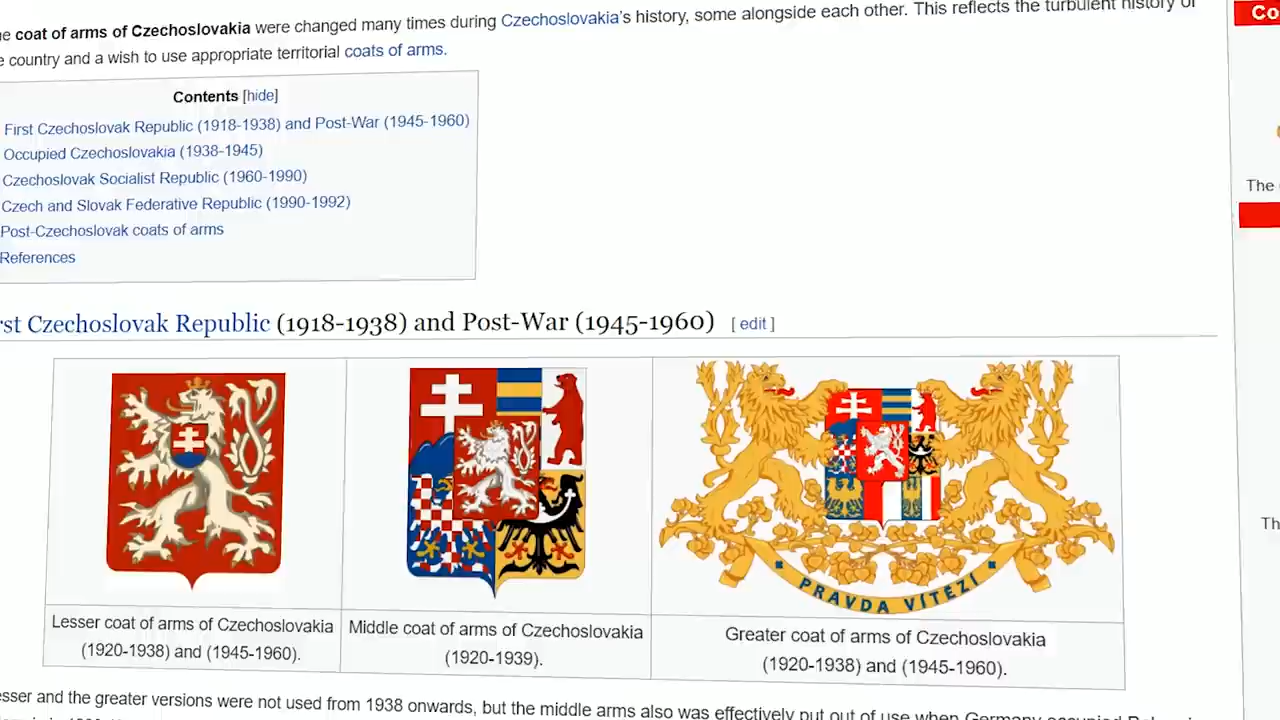 coat of arms of Czechoslovakia were changed many times during Czechoslovakia's history, some alongside each other. This reflects the turbulent history of
country and a wish to use appropriate territorial coats of arms.
Contents [hide]
First Czechoslovak Republic (1918-1938) and Post-War (1945-1960)
Occupied Czechoslovakia (1938-1945)
Czechoslovak Socialist Republic (1960-1990)
Czech and Slovak Federative Republic (1990-1992)
Post-Czechoslovak coats of arms
References
rst Czechoslovak Republic (1918-1938) and Post-War (1945-1960) [ edit ]
PRAVDA VÍTĚZÍ
Lesser coat of arms of Czechoslovakia
(1920-1938) and (1945-1960).
Middle coat of arms of Czechoslovakia
(1920-1939).
Greater coat of arms of Czechoslovakia
(1920-1938) and (1945-1960).
esser and the greater versions were not used from 1938 onwards, but the middle arms also was effectively put out of use when Germany occupied
Co
The
Th